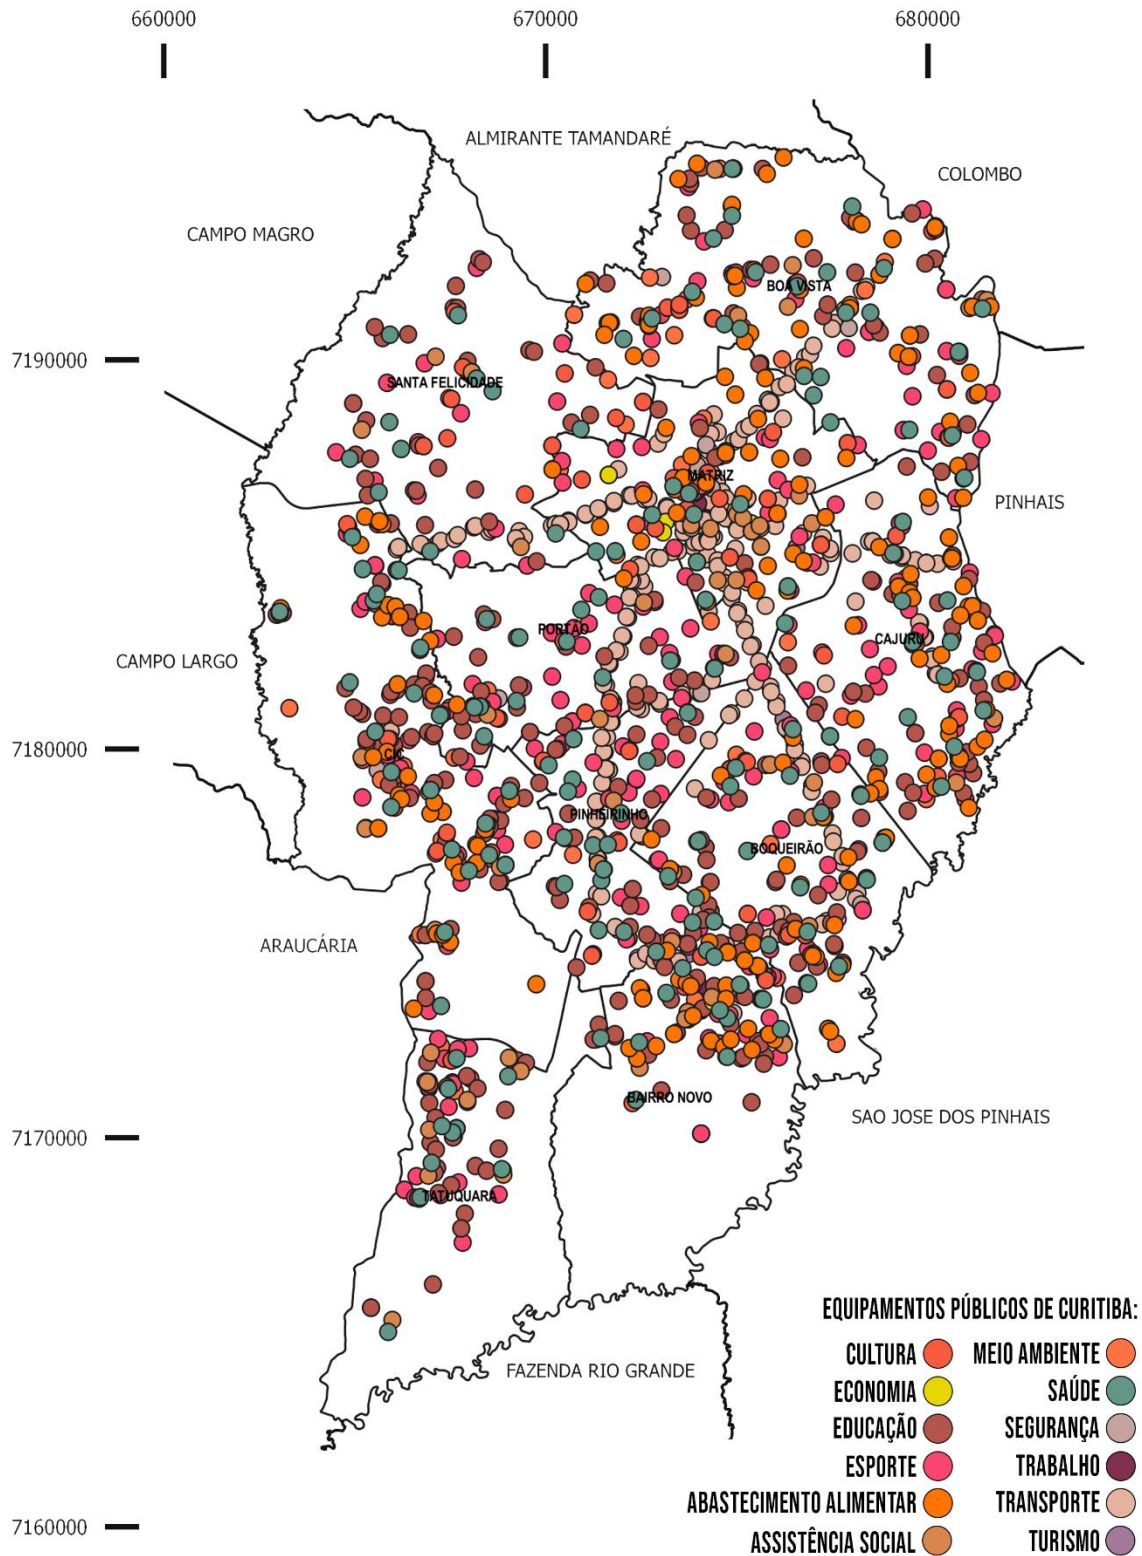 660000 670000 680000
ALMIRANTE TAMANDARÉ
COLOMBO
CAMPO MAGRO
BOA VISTA
7190000
SANTA FELICIDADE
MATRIZ
PINHAIS
PORTÃO
CAJURU
CAMPO LARGO
7180000
CIC
PINHEIRINHO
BOQUEIRÃO
ARAUCÁRIA
BAIRRO NOVO
SAO JOSE DOS PINHAIS
7170000
TATUQUARA
EQUIPAMENTOS PÚBLICOS DE CURITIBA:
FAZENDA RIO GRANDE
CULTURA MEIO AMBIENTE
ECONOMIA SAÚDE
EDUCAÇÃO SEGURANÇA
ESPORTE TRABALHO
ABASTECIMENTO ALIMENTAR TRANSPORTE
7160000
ASSISTÊNCIA SOCIAL TURISMO